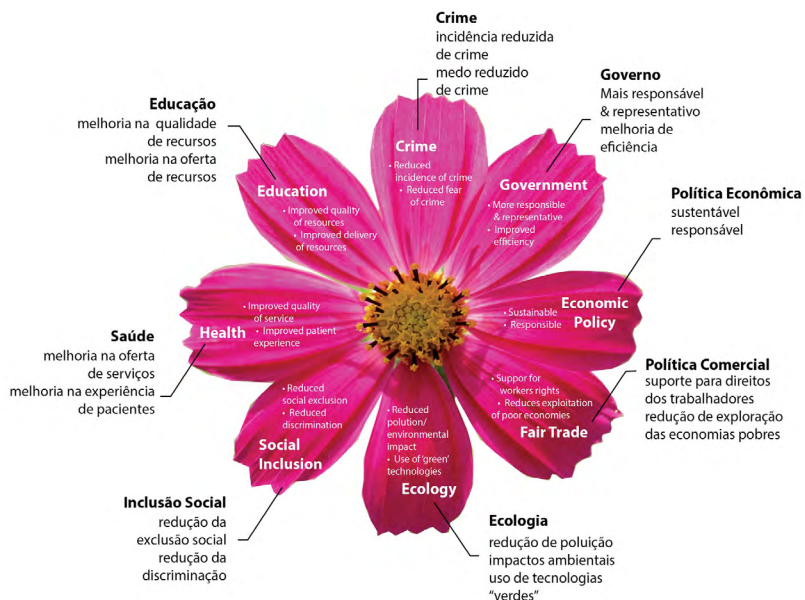 Crime
incidência reduzida
de crime
medo reduzido
de crime
Governo
Mais responsável
& representativo
melhoria de
eficiência
Política Econômica
sustentável
responsável
Política Comercial
suporte para direitos
dos trabalhadores
redução de exploração
das economias pobres
Ecologia
redução de poluição
impactos ambientais
uso de tecnologias
“verdes”
Inclusão Social
redução da
exclusão social
redução da
discriminação
Saúde
melhoria na oferta
de serviços
melhoria na experiência
de pacientes
Educação
melhoria na qualidade
de recursos
melhoria na oferta
de recursos
Crime
• Reduced
incidence of crime
• Reduced fear
of crime
Government
• More responsible
& representative
• Improved
efficiency
Economic
Policy
• Sustainable
• Responsible
• Suppor for
workers rights
• Reduces exploitation
of poor economies
Fair Trade
• Reduced
polution/
environmental
impact
• Use of ‘green’
technologies
Ecology
• Reduced
social exclusion
• Reduced
discrimination
Social
Inclusion
Health
• Improved quality
of service
• Improved patient
experience
Education
• Improved quality
of resources
• Improved delivery
of resources